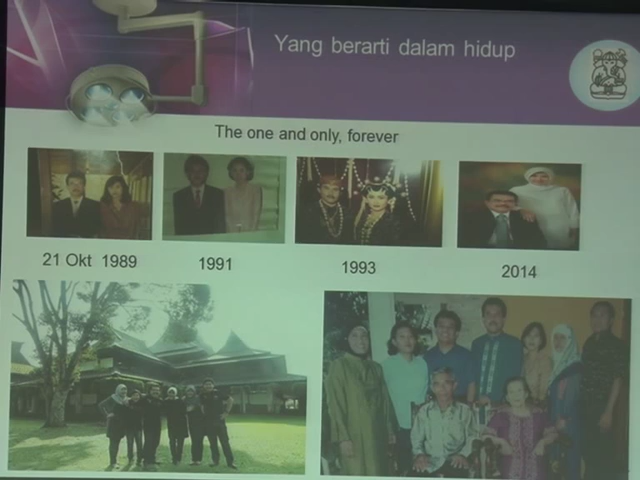 Yang berarti dalam hidup
The one and only, forever
21 Okt 1989
1991
1993
2014